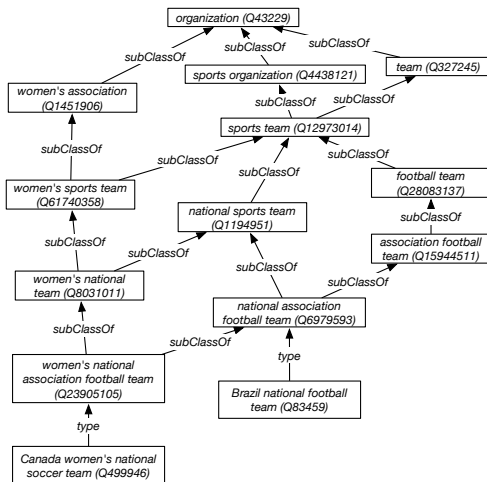 organization (Q43229)
subClassOf
subClassOf
subClassOf
sports organization (Q4438121)
team (Q327245)
women's association
(Q1451906)
subClassOf
subClassOf
sports team (Q12973014)
subClassOf
subClassOf
subClassOf
subClassOf
women's sports team
(Q61740358)
football team
(Q28083137)
national sports team
(Q1194951)
subClassOf
subClassOf
subClassOf
association football
team (Q15944511)
women's national
team (Q8031011)
subClassOf
subClassOf
national association
football team (Q6979593)
subClassOf
subClassOf
type
women's national
association football team
(Q23905105)
Brazil national football
team (Q83459)
type
Canada women's national
soccer team (Q499946)